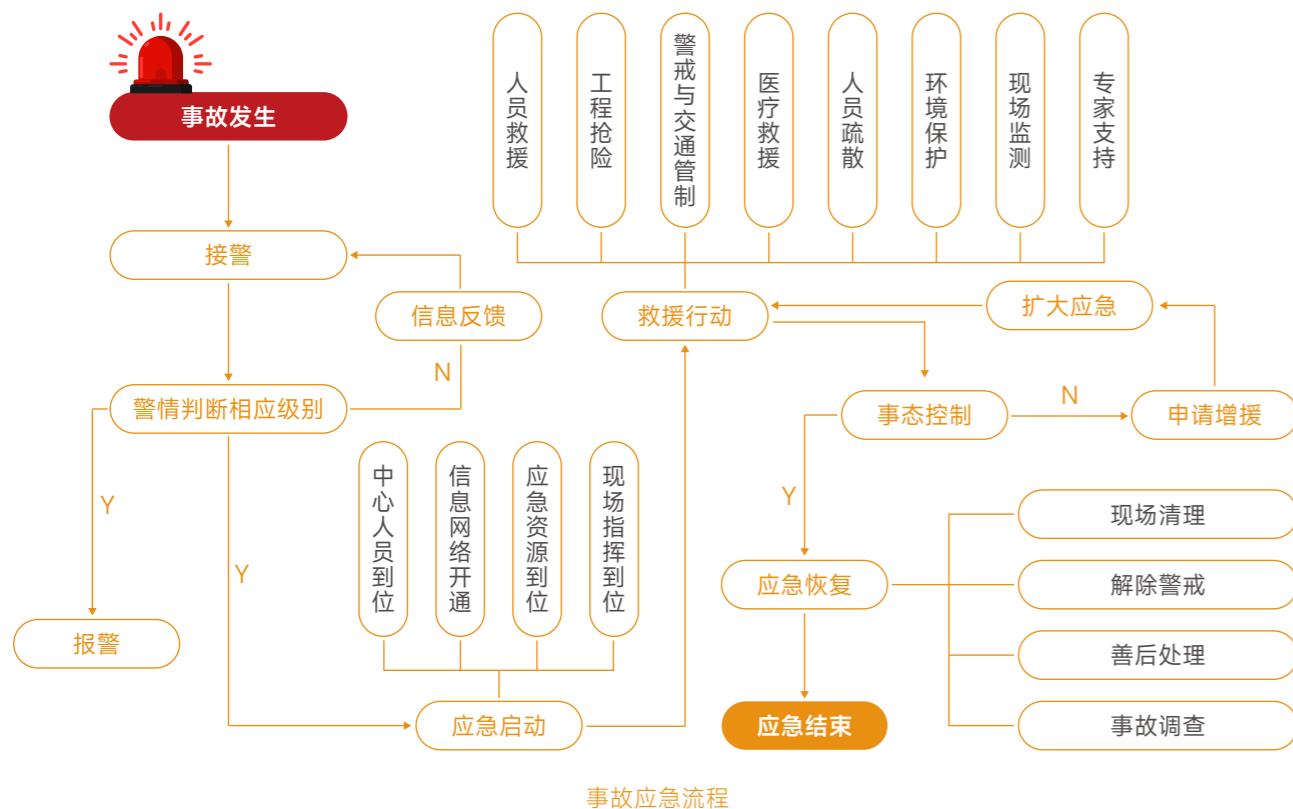 事故发生
接警
信息反馈
N
警情判断相应级别
Y
报警
Y
中心人员到位
信息网络开通
应急资源到位
现场指挥到位
应急启动
人员救援
工程抢险
警戒与交通管制
医疗救援
人员疏散
环境保护
现场监测
专家支持
救援行动
扩大应急
事态控制
N
申请增援
Y
应急恢复
现场清理
解除警戒
善后处理
事故调查
应急结束
事故应急流程